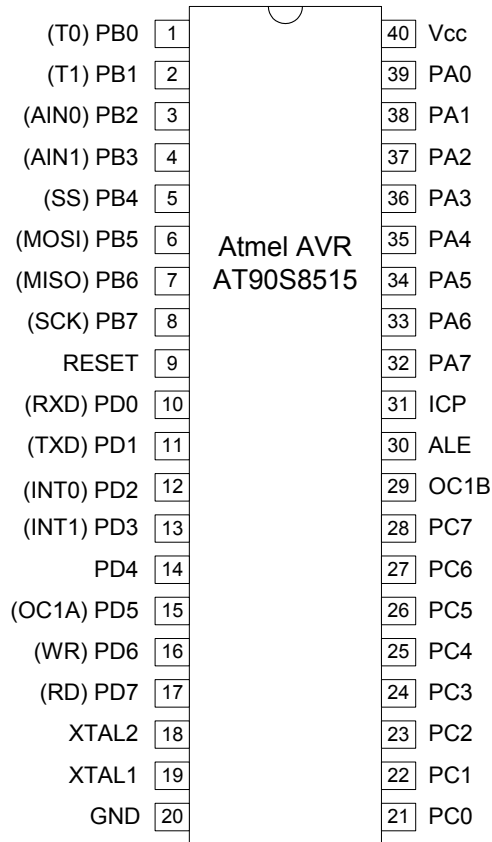 (T0) PB0 1 40 Vcc
(T1) PB1 2 39 PA0
(AIN0) PB2 3 38 PA1
(AIN1) PB3 4 37 PA2
(SS) PB4 5 36 PA3
(MOSI) PB5 6 Atmel AVR 35 PA4
(MISO) PB6 7 AT90S8515 34 PA5
(SCK) PB7 8 33 PA6
RESET 9 32 PA7
(RXD) PD0 10 31 ICP
(TXD) PD1 11 30 ALE
(INT0) PD2 12 29 OC1B
(INT1) PD3 13 28 PC7
PD4 14 27 PC6
(OC1A) PD5 15 26 PC5
(WR) PD6 16 25 PC4
(RD) PD7 17 24 PC3
XTAL2 18 23 PC2
XTAL1 19 22 PC1
GND 20 21 PC0